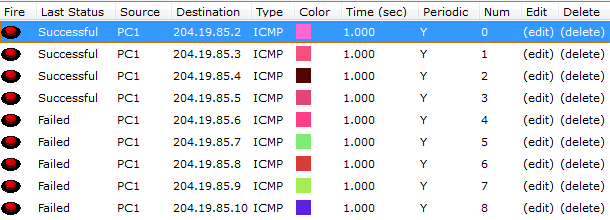 Fire Last Status Source Destination Type Color Time (sec) Periodic Num Edit Delete
Successful PC1 204.19.85.2 ICMP 1.000 Y 0 (edit) (delete)
Successful PC1 204.19.85.3 ICMP 1.000 Y 1 (edit) (delete)
Successful PC1 204.19.85.4 ICMP 1.000 Y 2 (edit) (delete)
Successful PC1 204.19.85.5 ICMP 1.000 Y 3 (edit) (delete)
Failed PC1 204.19.85.6 ICMP 1.000 Y 4 (edit) (delete)
Failed PC1 204.19.85.7 ICMP 1.000 Y 5 (edit) (delete)
Failed PC1 204.19.85.8 ICMP 1.000 Y 6 (edit) (delete)
Failed PC1 204.19.85.9 ICMP 1.000 Y 7 (edit) (delete)
Failed PC1 204.19.85.10 ICMP 1.000 Y 8 (edit) (delete)